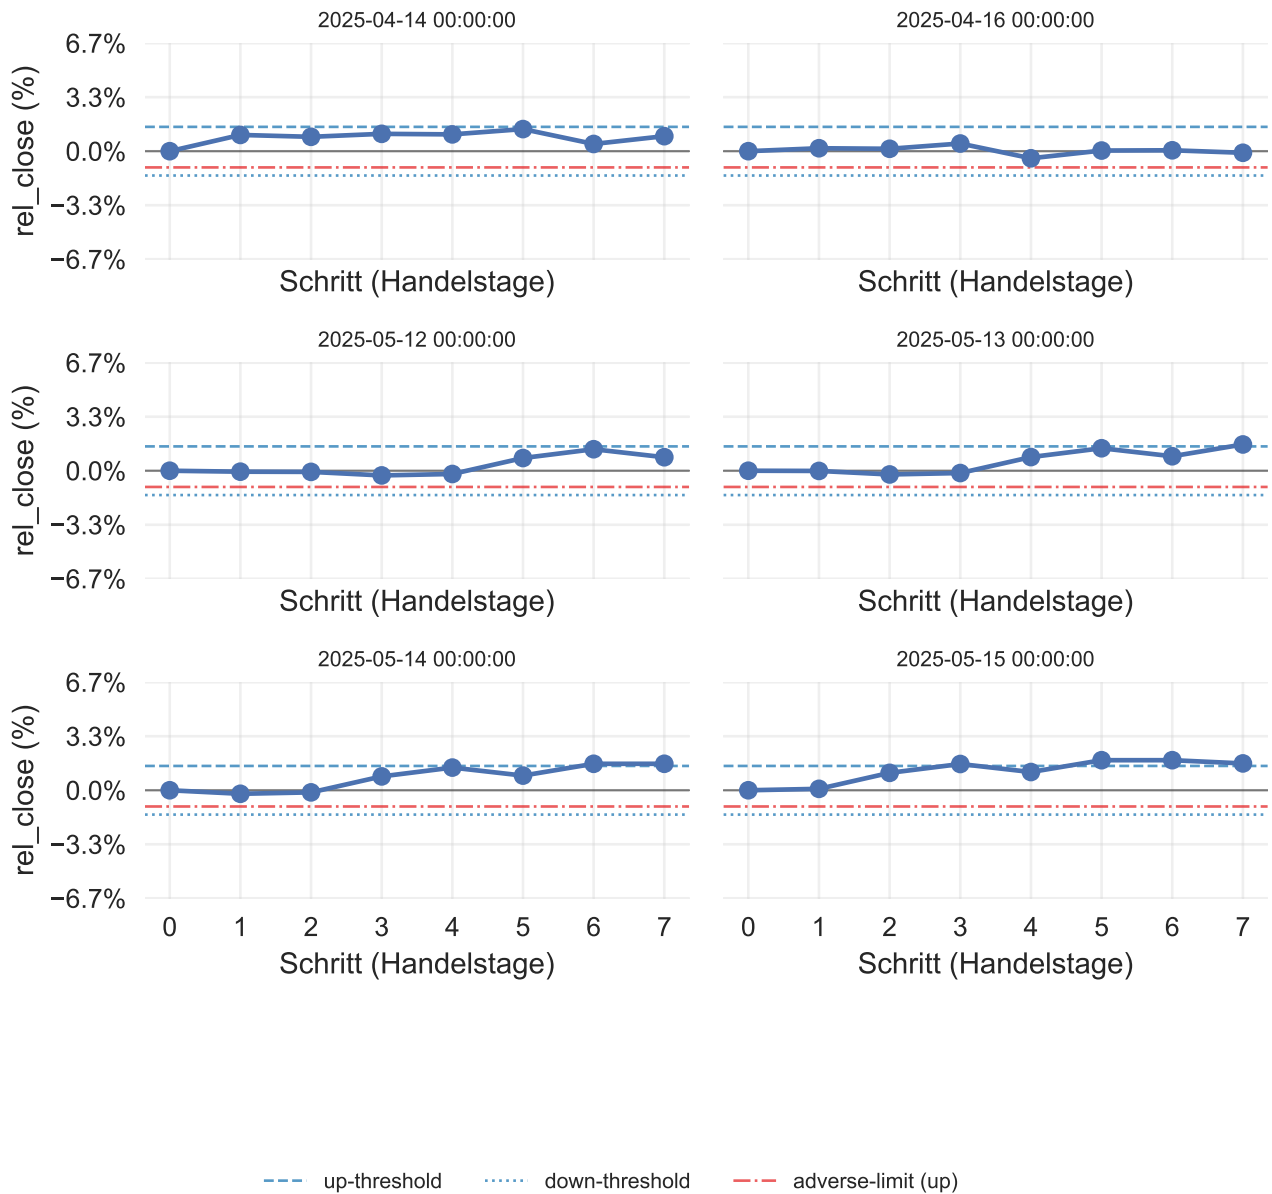 2025-04-14 00:00:00
2025-04-16 00:00:00
6.7%
3.3%
0.0%
−3.3%
−6.7%
rel_close (%)
Schritt (Handelstage)
Schritt (Handelstage)
2025-05-12 00:00:00
2025-05-13 00:00:00
6.7%
3.3%
0.0%
−3.3%
−6.7%
rel_close (%)
Schritt (Handelstage)
Schritt (Handelstage)
2025-05-14 00:00:00
2025-05-15 00:00:00
6.7%
3.3%
0.0%
−3.3%
−6.7%
rel_close (%)
0 1 2 3 4 5 6 7
0 1 2 3 4 5 6 7
Schritt (Handelstage)
Schritt (Handelstage)
up-threshold
down-threshold
adverse-limit (up)